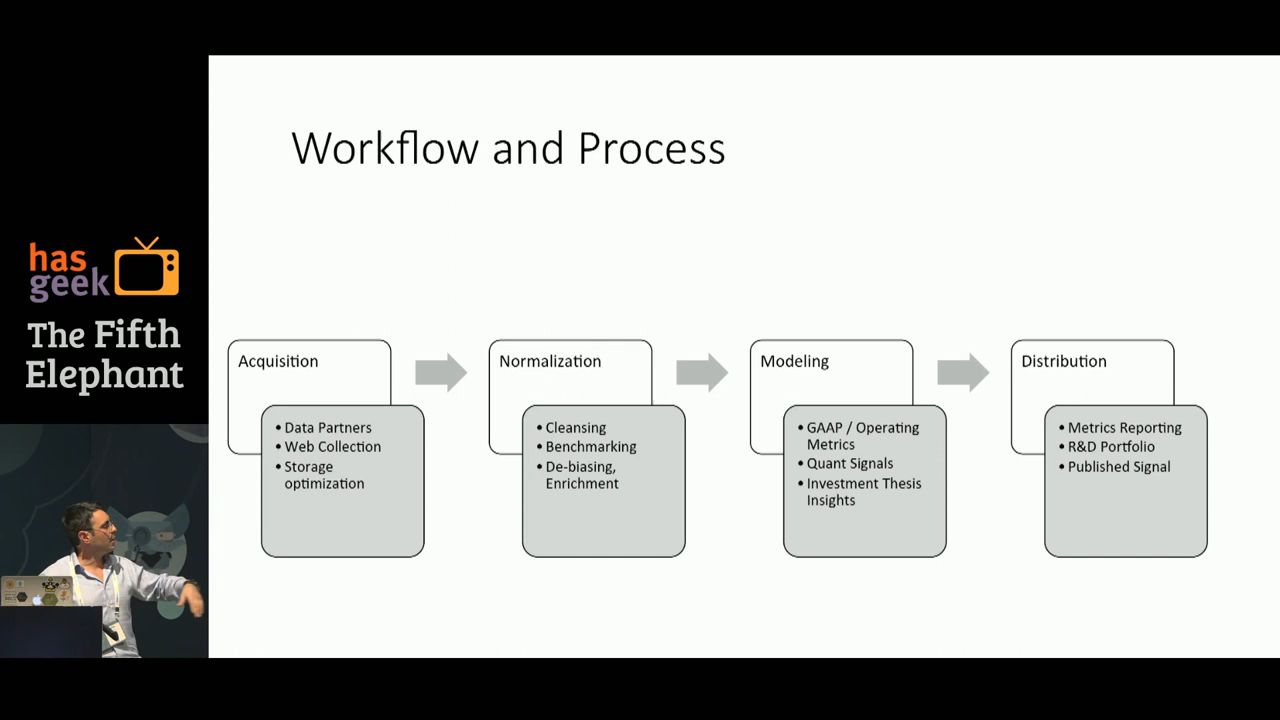 Workflow and Process
has
geek
The Fifth
Elephant
Acquisition
• Data Partners
• Web Collection
• Storage
optimization
Normalization
• Cleansing
• Benchmarking
• De-biasing,
Enrichment
Modeling
• GAAP / Operating
Metrics
• Quant Signals
• Investment Thesis
Insights
Distribution
• Metrics Reporting
• R&D Portfolio
• Published Signal